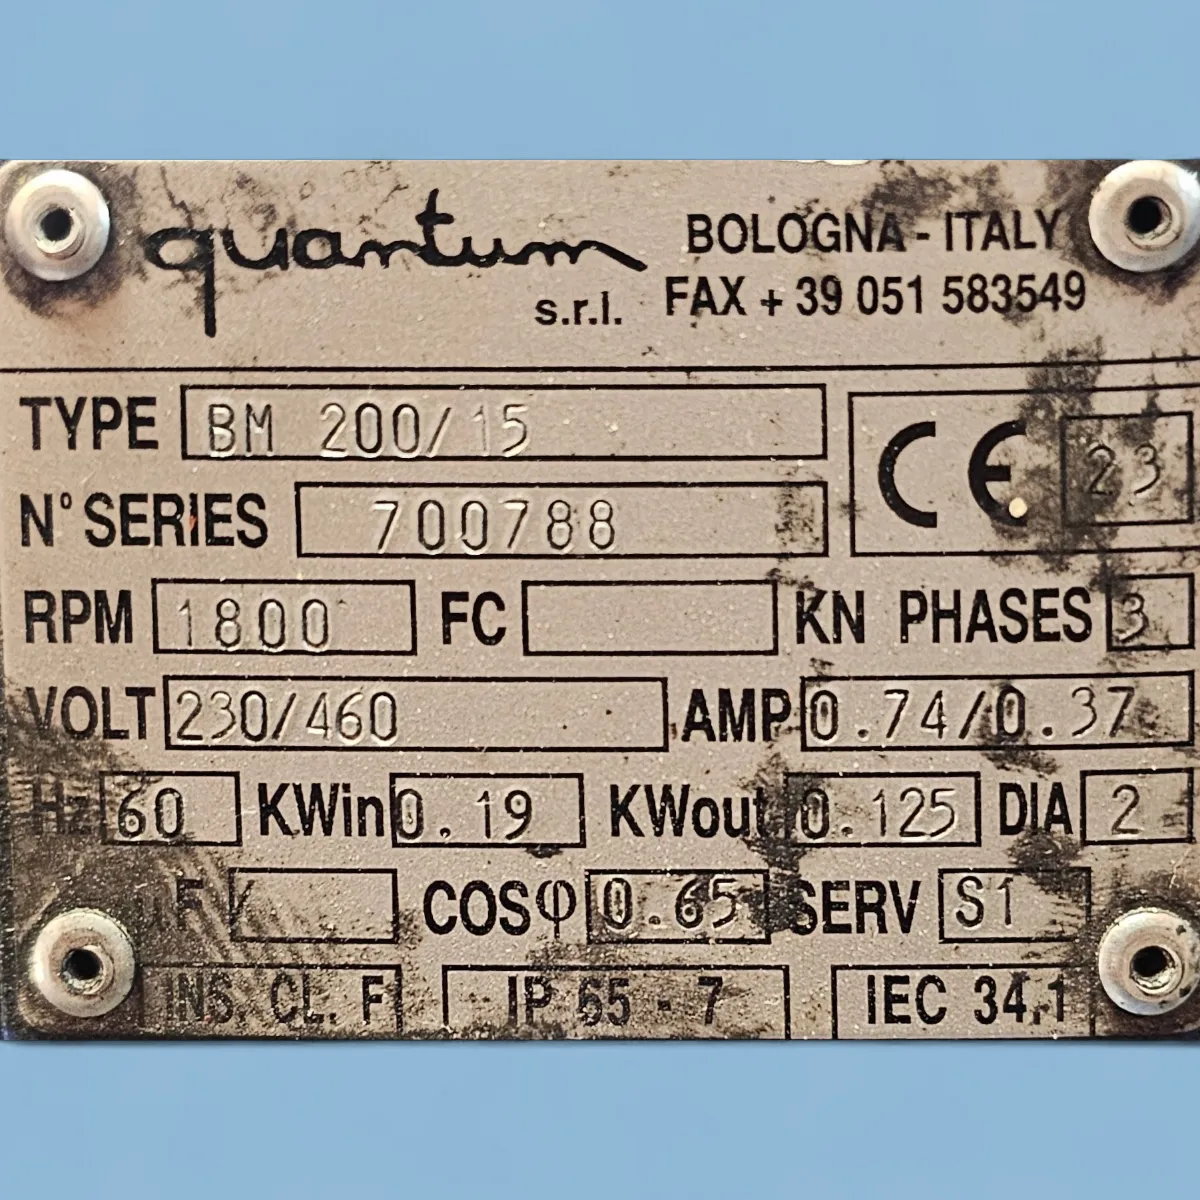 quantum
s.r.l.
BOLOGNA - ITALY
FAX + 39 051 583549
TYPE BM 200/15
CE 23
N° SERIES 700788
RPM 1800 FC KN PHASES 3
VOLT 230/460 AMP 0.74/0.37
Hz 60 KWin 0.19 KWout 0.125 DIA 2
COSφ 0.65 SERV S1
INS. CL. F IP 65 - 7 IEC 34.1